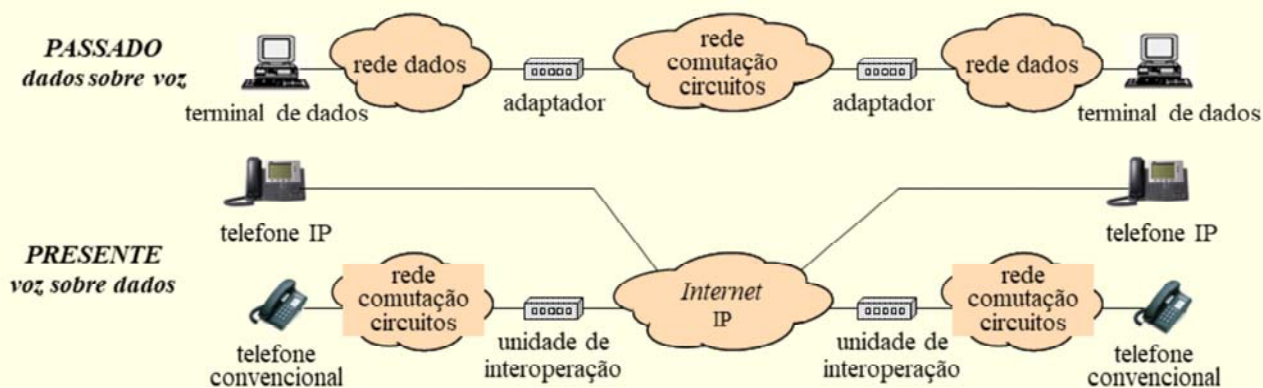 PASSADO
dados sobre voz
terminal de dados
rede dados
adaptador
rede
comutação
circuitos
adaptador
rede dados
terminal de dados
telefone IP
telefone IP
PRESENTE
voz sobre dados
telefone
convencional
rede
comutação
circuitos
unidade de
interoperação
Internet
IP
unidade de
interoperação
rede
comutação
circuitos
telefone
convencional